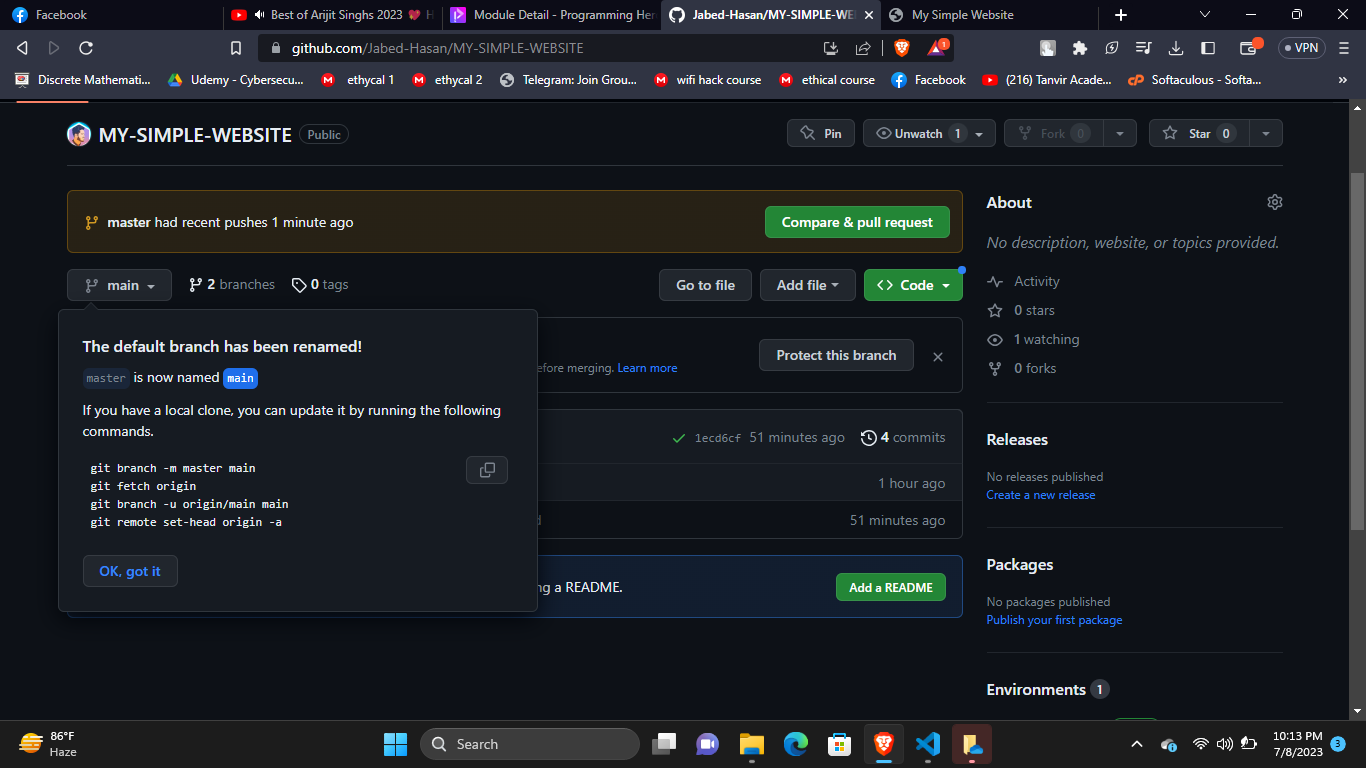 Facebook
Best of Arijit Singhs 2023 💖 H
Module Detail - Programming Her
Jabed-Hasan/MY-SIMPLE-WE
My Simple Website
github.com/Jabed-Hasan/MY-SIMPLE-WEBSITE
1
VPN
Discrete Mathemati...
Udemy - Cybersecu...
ethycal 1
ethycal 2
Telegram: Join Grou...
wifi hack course
ethical course
Facebook
(216) Tanvir Acade...
Softaculous - Softa...
MY-SIMPLE-WEBSITE Public
Pin
Unwatch 1
Fork 0
Star 0
master had recent pushes 1 minute ago
Compare & pull request
main
2 branches
0 tags
Go to file
Add file
<> Code
The default branch has been renamed!
master is now named main
If you have a local clone, you can update it by running the following
commands.
git branch -m master main
git fetch origin
git branch -u origin/main main
git remote set-head origin -a
OK, got it
efore merging. Learn more
Protect this branch
1ecd6cf 51 minutes ago 4 commits
1 hour ago
d 51 minutes ago
ng a README.
Add a README
About
No description, website, or topics provided.
Activity
0 stars
1 watching
0 forks
Releases
No releases published
Create a new release
Packages
No packages published
Publish your first package
Environments 1
86°F
Haze
Search
10:13 PM
7/8/2023
3